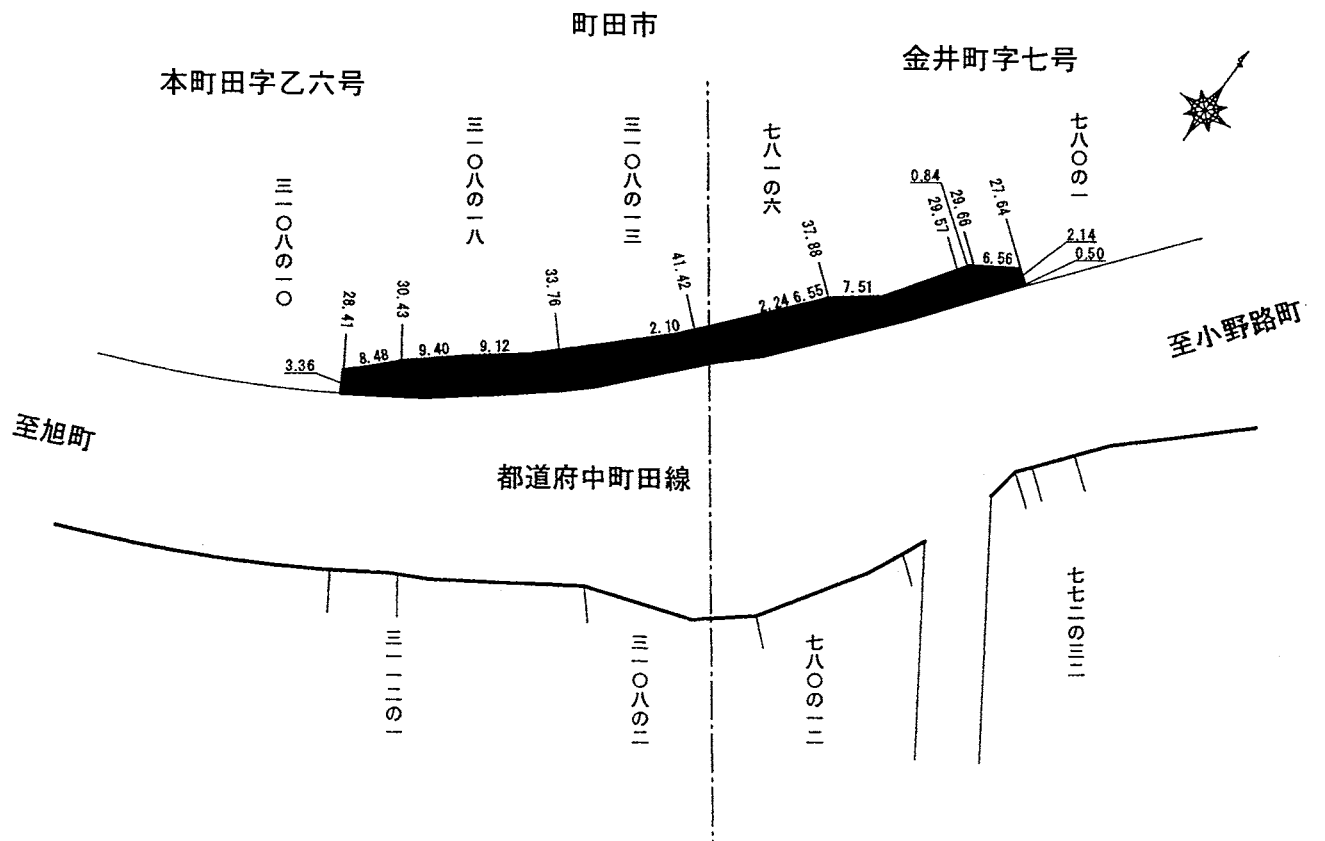 町田市
本町田字乙六号
金井町字七号
三一〇八の一〇
三一〇八の一八
三一〇八の一三
七八一の六
七八〇の一
28.41
30.43
33.76
41.42
37.88
0.84
29.57
29.66
27.64
2.14
0.50
3.36
8.48
9.40
9.12
2.10
2.24
6.55
7.51
6.56
至旭町
都道府中町田線
至小野路町
三一一二の一
三一〇八の二
七八〇の一二
七七二の三二